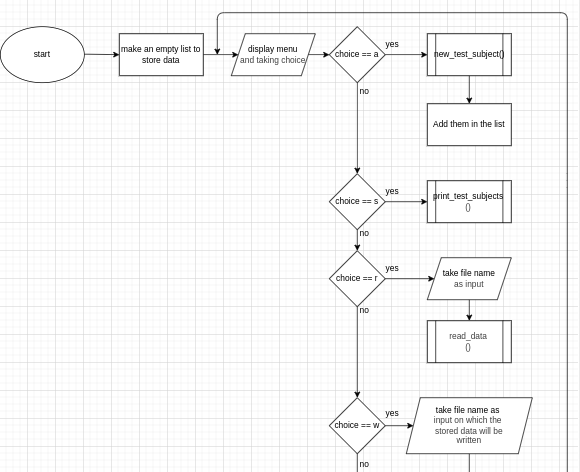 start
make an empty list to
store data
display menu
and taking choice
choice == a
yes
new_test_subject()
no
Add them in the list
choice == s
yes
print_test_subjects
()
no
choice == r
yes
take file name
as input
no
read_data
()
choice == w
yes
take file name as
input on which the
stored data will be
written
no